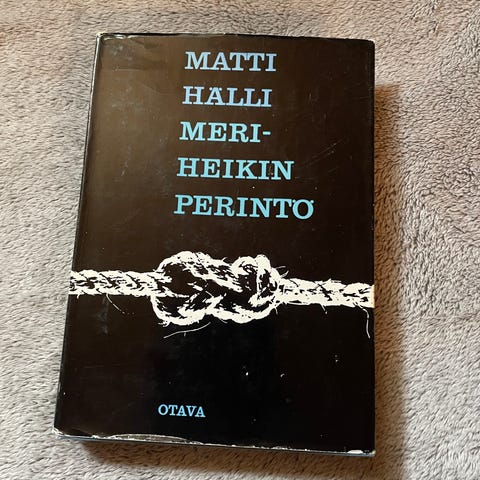 MATTI
HÄLLI
MERI-
HEIKIN
PERINTÖ
OTAVA